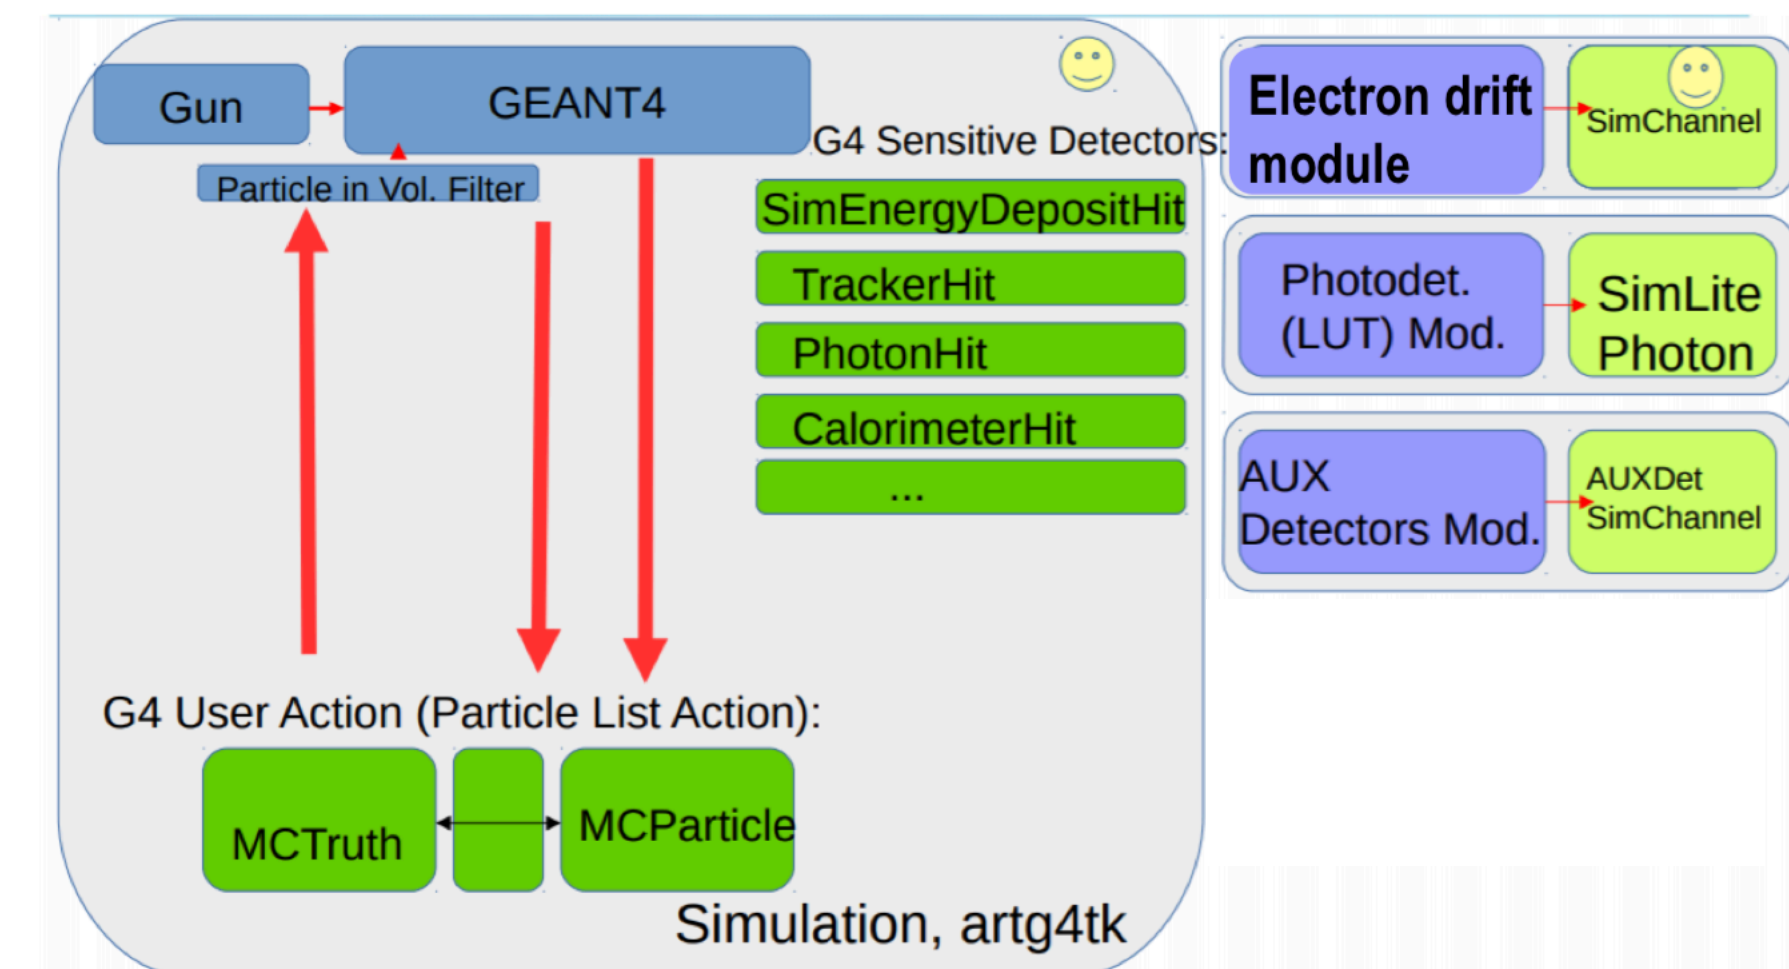 Gun
GEANT4
Particle in Vol. Filter
G4 Sensitive Detectors:
SimEnergyDepositHit
TrackerHit
PhotonHit
CalorimeterHit
...
G4 User Action (Particle List Action):
MCTruth
MCParticle
Simulation, artg4tk
Electron drift
module
SimChannel
Photodet.
(LUT) Mod.
SimLite
Photon
AUX
Detectors Mod.
AUXDet
SimChannel